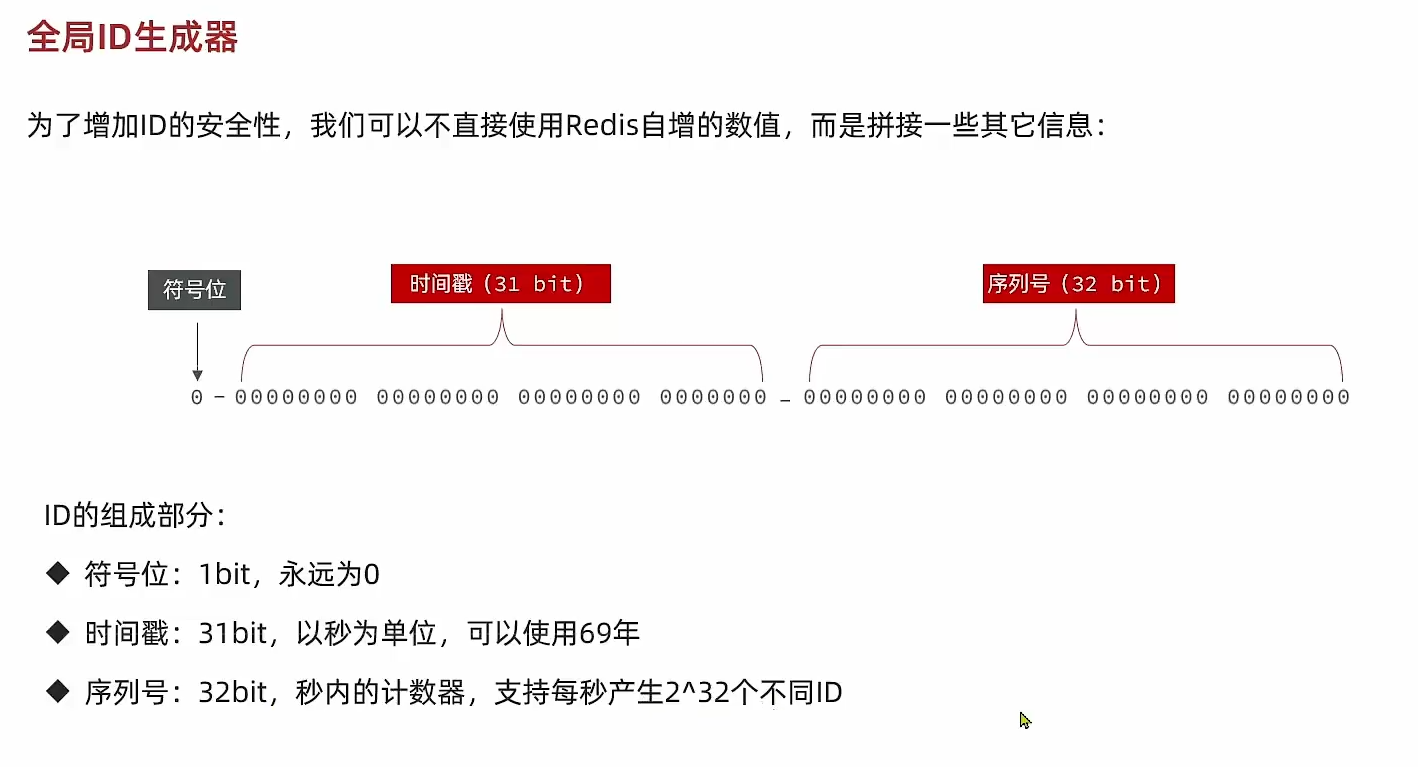 全局ID生成器
为了增加ID的安全性，我们可以不直接使用Redis自增的数值，而是拼接一些其它信息：
符号位 时间戳（31 bit） 序列号（32 bit）
0 - 00000000 00000000 00000000 0000000 - 00000000 00000000 00000000 00000000
ID的组成部分：
◆ 符号位：1bit，永远为0
◆ 时间戳：31bit，以秒为单位，可以使用69年
◆ 序列号：32bit，秒内的计数器，支持每秒产生2^32个不同ID